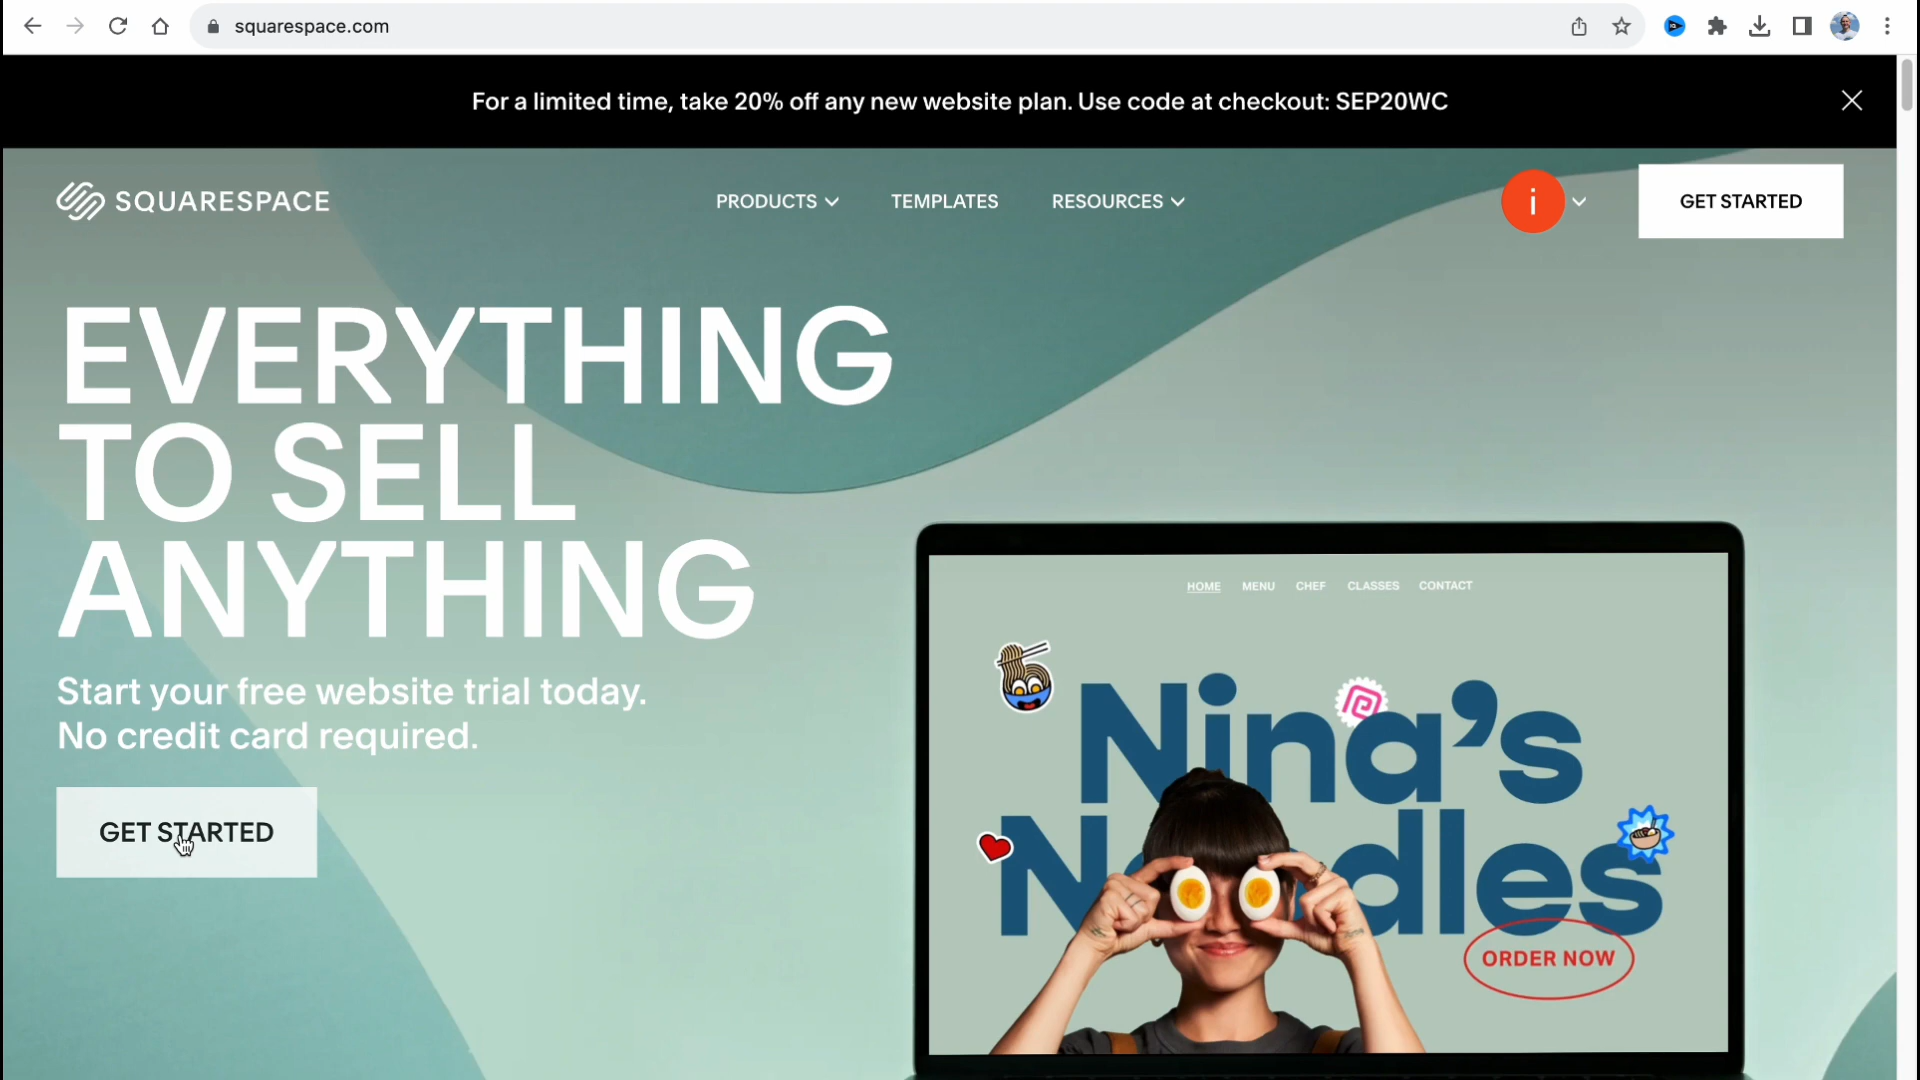 squarespace.com
For a limited time, take 20% off any new website plan. Use code at checkout: SEP20WC
SQUARESPACE
PRODUCTS
TEMPLATES
RESOURCES
i
GET STARTED
EVERYTHING
TO SELL
ANYTHING
Start your free website trial today.
No credit card required.
GET STARTED
HOME MENU CHEF CLASSES CONTACT
Nina's
Noodles
ORDER NOW